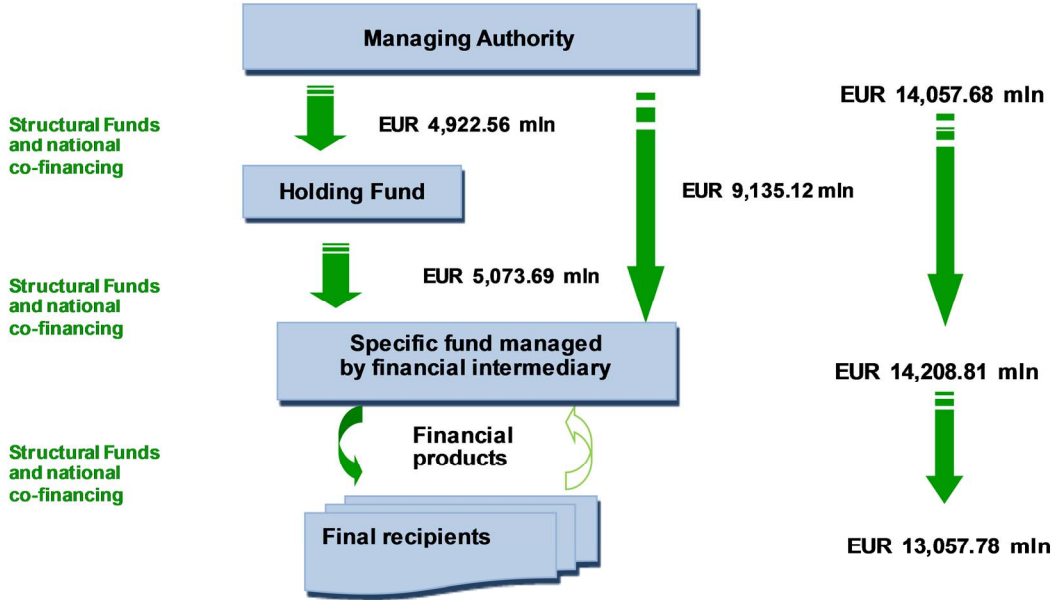 Managing Authority
EUR 14,057.68 mln
Structural Funds
and national
co-financing
EUR 4,922.56 mln
Holding Fund
EUR 9,135.12 mln
Structural Funds
and national
co-financing
EUR 5,073.69 mln
Specific fund managed
by financial intermediary
EUR 14,208.81 mln
Structural Funds
and national
co-financing
Financial
products
Final recipients
EUR 13,057.78 mln